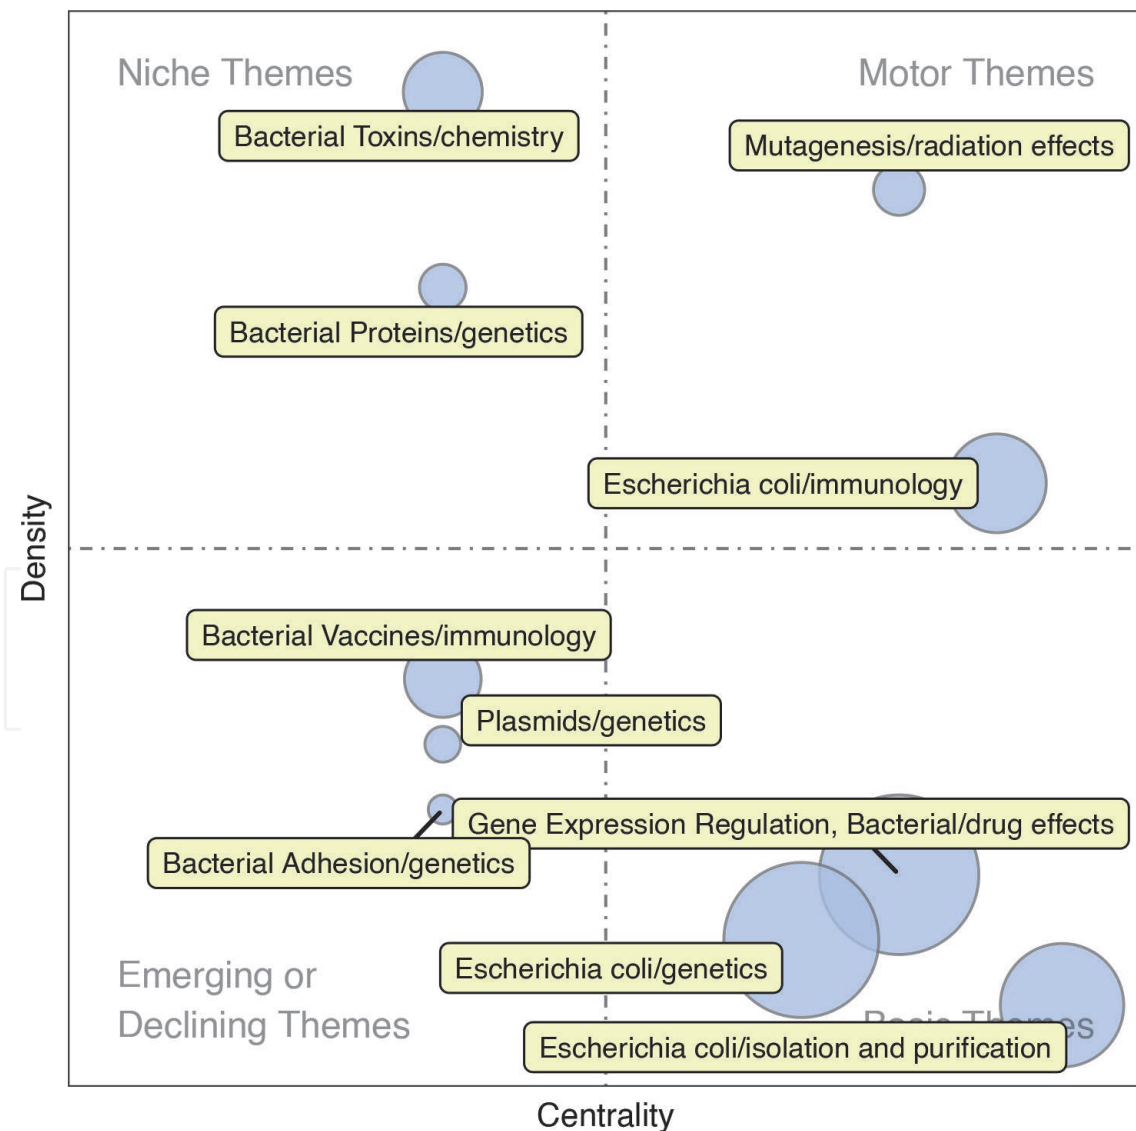 Niche Themes
Motor Themes
Bacterial Toxins/chemistry
Mutagenesis/radiation effects
Bacterial Proteins/genetics
Escherichia coli/immunology
Density
Bacterial Vaccines/immunology
Plasmids/genetics
Gene Expression Regulation, Bacterial/drug effects
Bacterial Adhesion/genetics
Escherichia coli/genetics
Emerging or
Declining Themes
Basic Themes
Escherichia coli/isolation and purification
Centrality